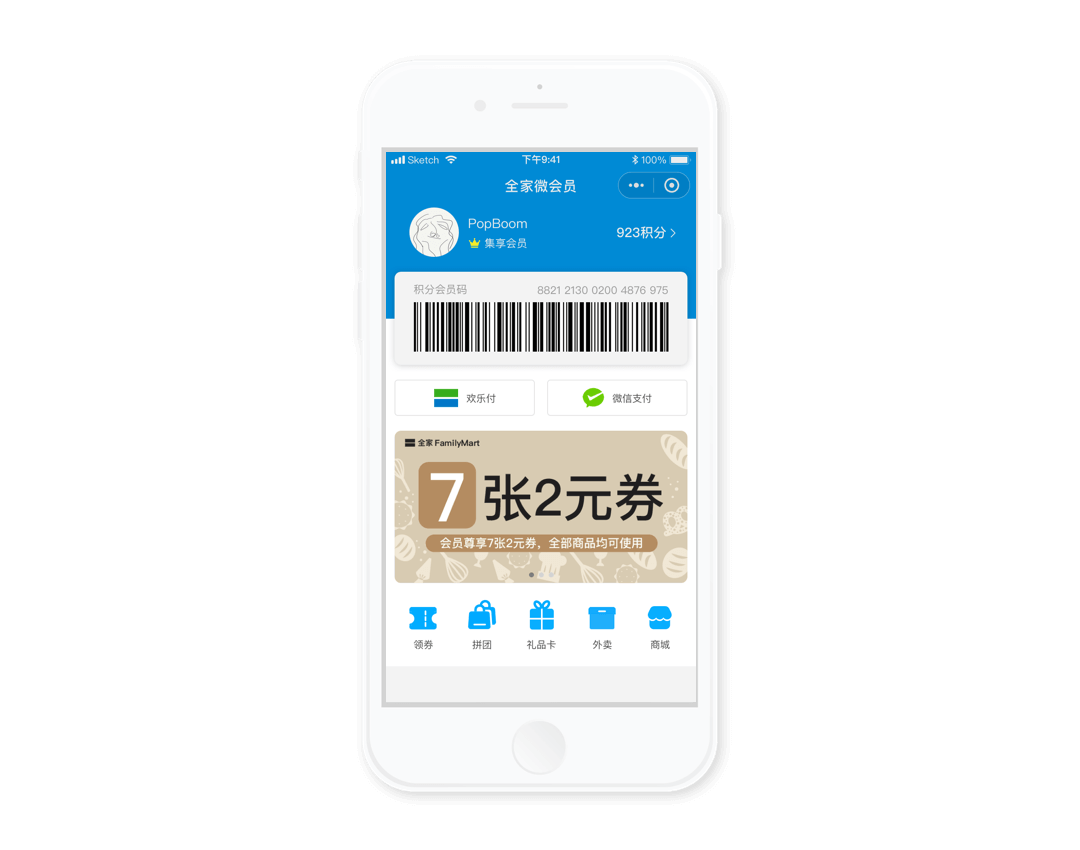 Sketch 下午9:41 100%
全家微会员
PopBoom
集享会员 923积分
积分会员码 8821 2130 0200 4876 975
欢乐付 微信支付
全家 FamilyMart
7张2元券
会员尊享7张2元券，全部商品均可使用
领券 拼团 礼品卡 外卖 商城